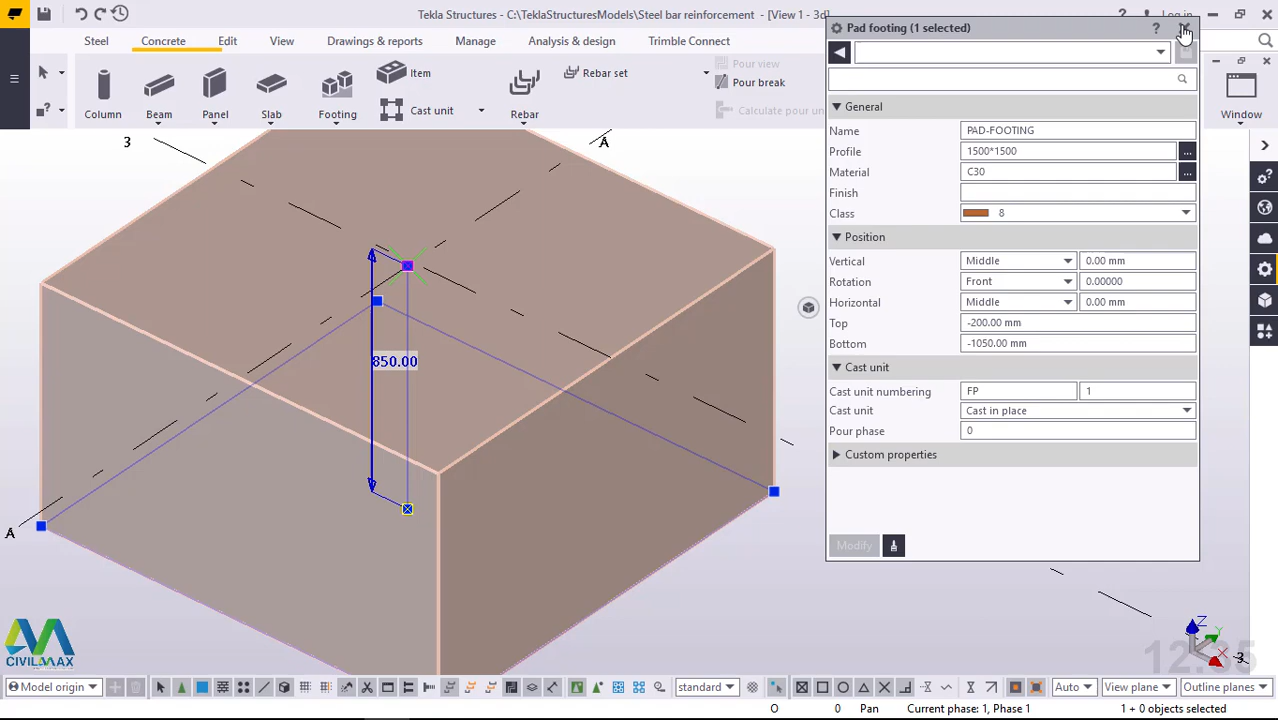 Tekla Structures - C:\TeklaStructuresModels\Steel bar reinforcement - [View 1 - 3d]
Log in
Steel
Concrete
Edit
View
Drawings & reports
Manage
Analysis & design
Trimble Connect
Column
Beam
Panel
Slab
Footing
Item
Cast unit
Rebar
Rebar set
Pour view
Pour break
Calculate pour un
Window
Pad footing (1 selected)
?
General
Name PAD-FOOTING
Profile 1500*1500 ...
Material C30 ...
Finish
Class 8
Position
Vertical Middle 0.00 mm
Rotation Front 0.00000
Horizontal Middle 0.00 mm
Top -200.00 mm
Bottom -1050.00 mm
Cast unit
Cast unit numbering FP 1
Cast unit Cast in place
Pour phase 0
Custom properties
Modify
3
A
850.00
A
CIVILMAX
Z
Y
X
3
12:35
Model origin
standard
Auto
View plane
Outline planes
O 0 Pan Current phase: 1, Phase 1 1 + 0 objects selected